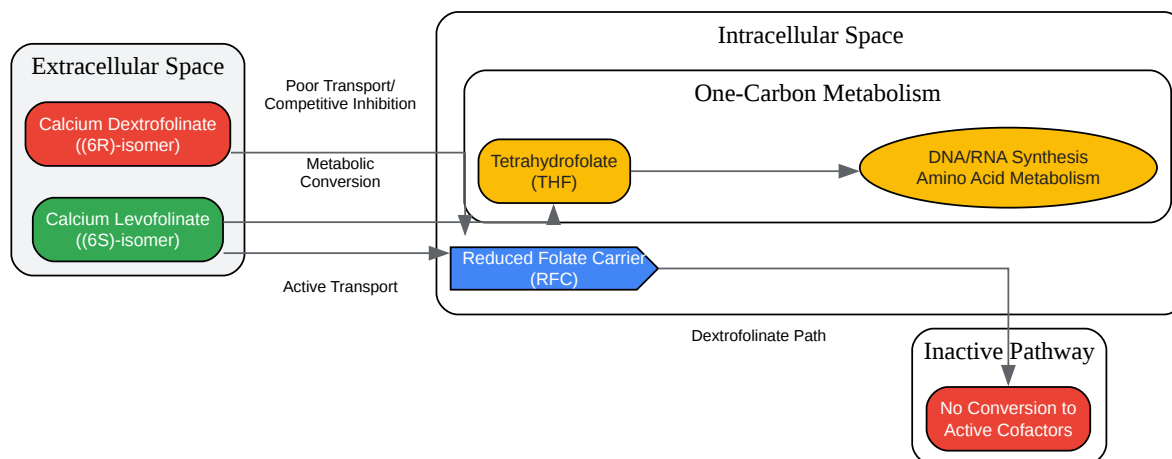 Intracellular Space
Extracellular Space
Poor Transport/
Competitive Inhibition
One-Carbon Metabolism
Calcium Dextrofolinate
((6R)-isomer)
Metabolic
Conversion
Tetrahydrofolate
(THF)
DNA/RNA Synthesis
Amino Acid Metabolism
Calcium Levofolinate
((6S)-isomer)
Reduced Folate Carrier
(RFC)
Active Transport
Dextrofolinate Path
Inactive Pathway
No Conversion to
Active Cofactors